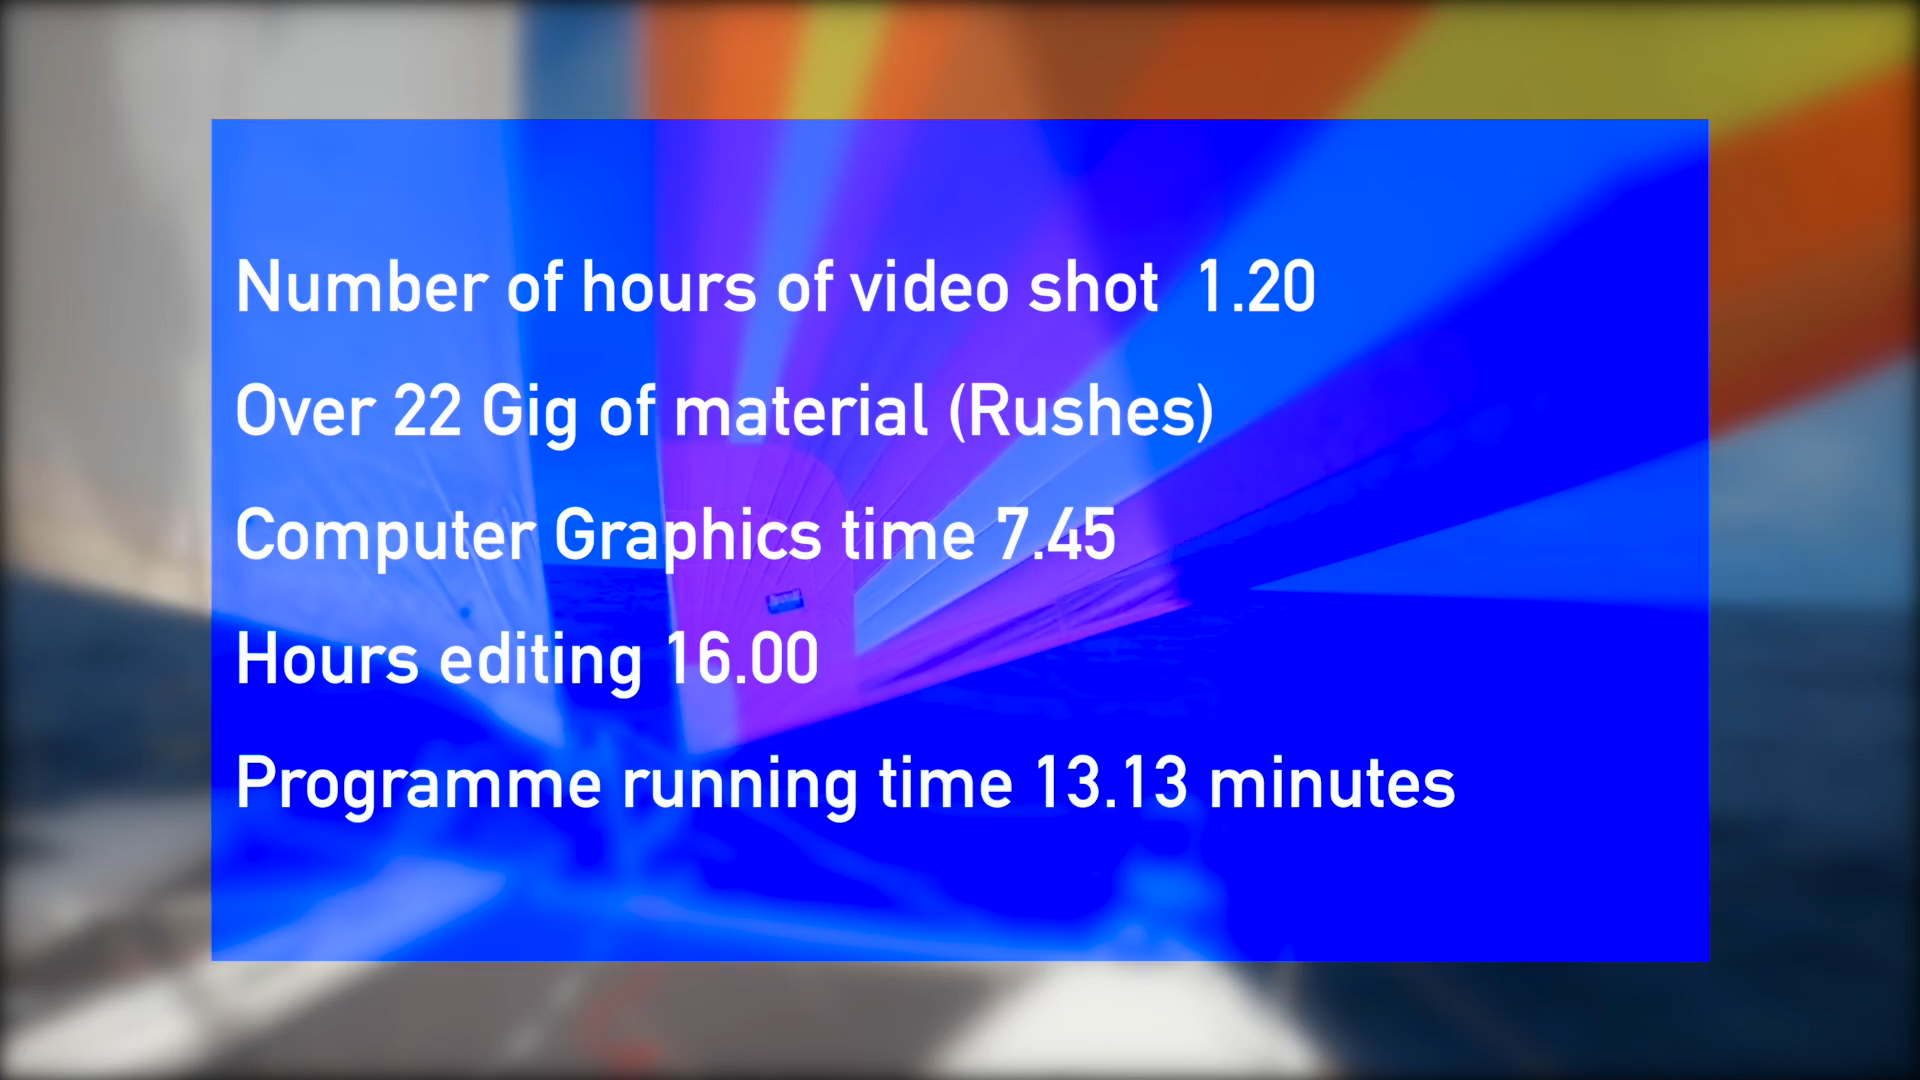 Number of hours of video shot  1.20
Over 22 Gig of material (Rushes)
Computer Graphics time 7.45
Hours editing 16.00
Programme running time 13.13 minutes